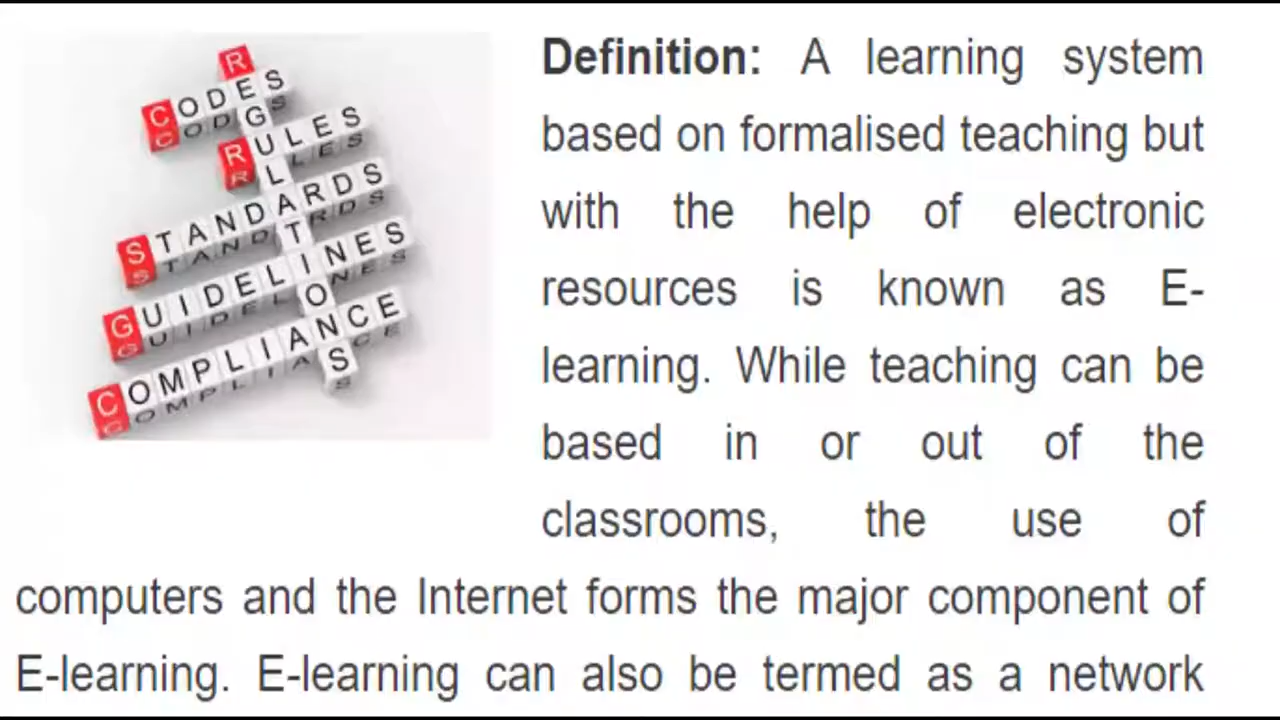 REGULATIONS
CODES
RULES
STANDARDS
GUIDELINES
COMPLIANCE
Definition: A learning system
based on formalised teaching but
with the help of electronic
resources is known as E-
learning. While teaching can be
based in or out of the
classrooms, the use of
computers and the Internet forms the major component of
E-learning. E-learning can also be termed as a network